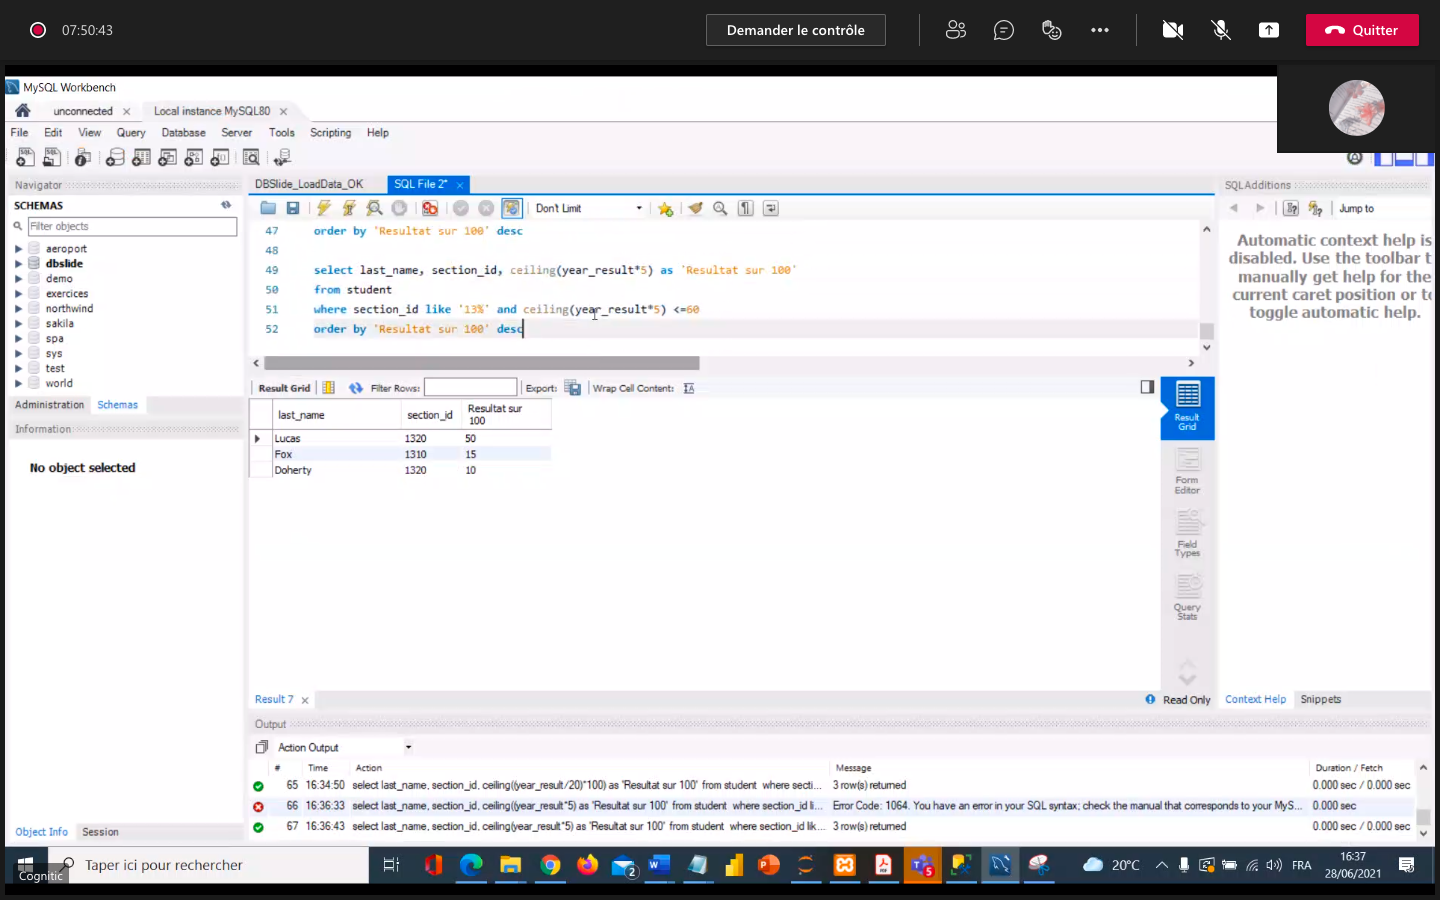 07:50:43
Demander le contrôle
Quitter
MySQL Workbench
unconnected
Local instance MySQL80
File Edit View Query Database Server Tools Scripting Help
Navigator
SCHEMAS
Filter objects
aeroport
dbslide
demo
exercices
northwind
sakila
spa
sys
test
world
Administration Schemas
Information
No object selected
DBSlide_LoadData_OK
SQL File 2*
Don't Limit
47 order by 'Resultat sur 100' desc
48
49 select last_name, section_id, ceiling(year_result*5) as 'Resultat sur 100'
50 from student
51 where section_id like '13%' and ceiling(year_result*5) <=60
52 order by 'Resultat sur 100' desc
Result Grid Filter Rows: Export: Wrap Cell Content:
last_name section_id Resultat sur 100
Lucas 1320 50
Fox 1310 15
Doherty 1320 10
Result Grid
Form Editor
Field Types
Query Stats
Result 7
Read Only
SQLAdditions
Jump to
Automatic context help is
disabled. Use the toolbar t
manually get help for the
current caret position or to
toggle automatic help.
Context Help Snippets
Output
Action Output
# Time Action Message Duration / Fetch
65 16:34:50 select last_name, section_id, ceiling((year_result/20)*100) as 'Resultat sur 100' from student where secti... 3 row(s) returned 0.000 sec / 0.000 sec
66 16:36:33 select last_name, section_id, ceiling((year_result*5) as 'Resultat sur 100' from student where section_id li... Error Code: 1064. You have an error in your SQL syntax; check the manual that corresponds to your MyS... 0.000 sec
67 16:36:43 select last_name, section_id, ceiling(year_result*5) as 'Resultat sur 100' from student where section_id lik... 3 row(s) returned 0.000 sec / 0.000 sec
Object Info Session
Taper ici pour rechercher
Cognitic
2
5
20°C
FRA
16:37
28/06/2021